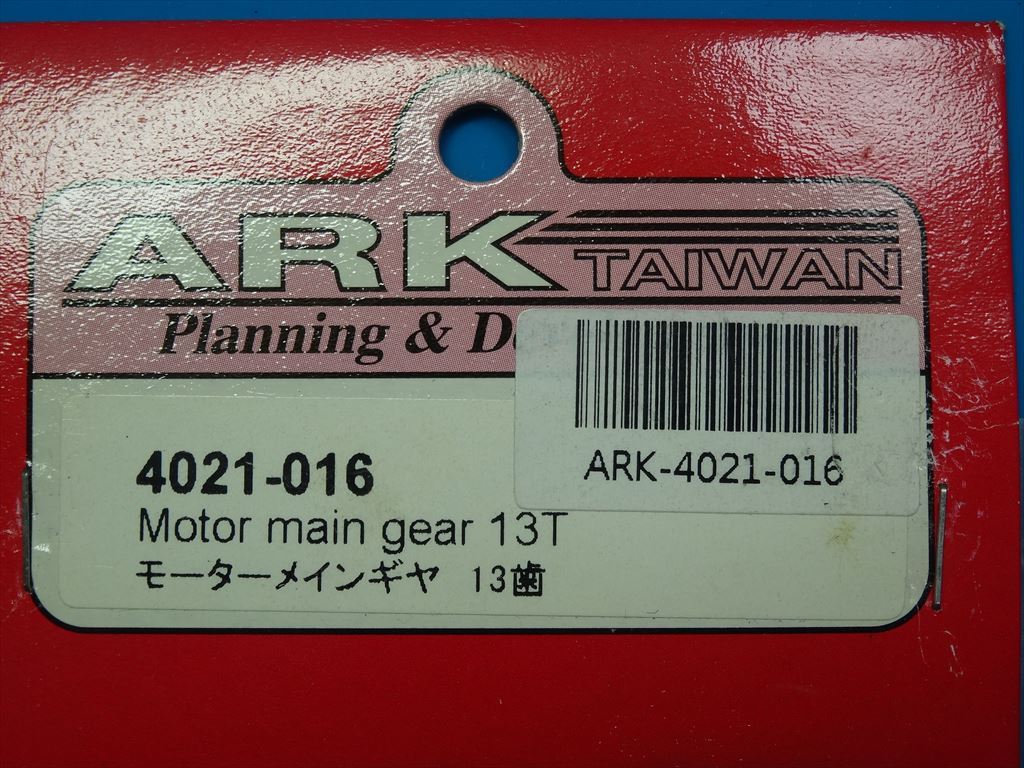 ARK TAIWAN
Planning &
ARK-4021-016
4021-016
Motor main gear 13T
モーターメインギヤ 13歯